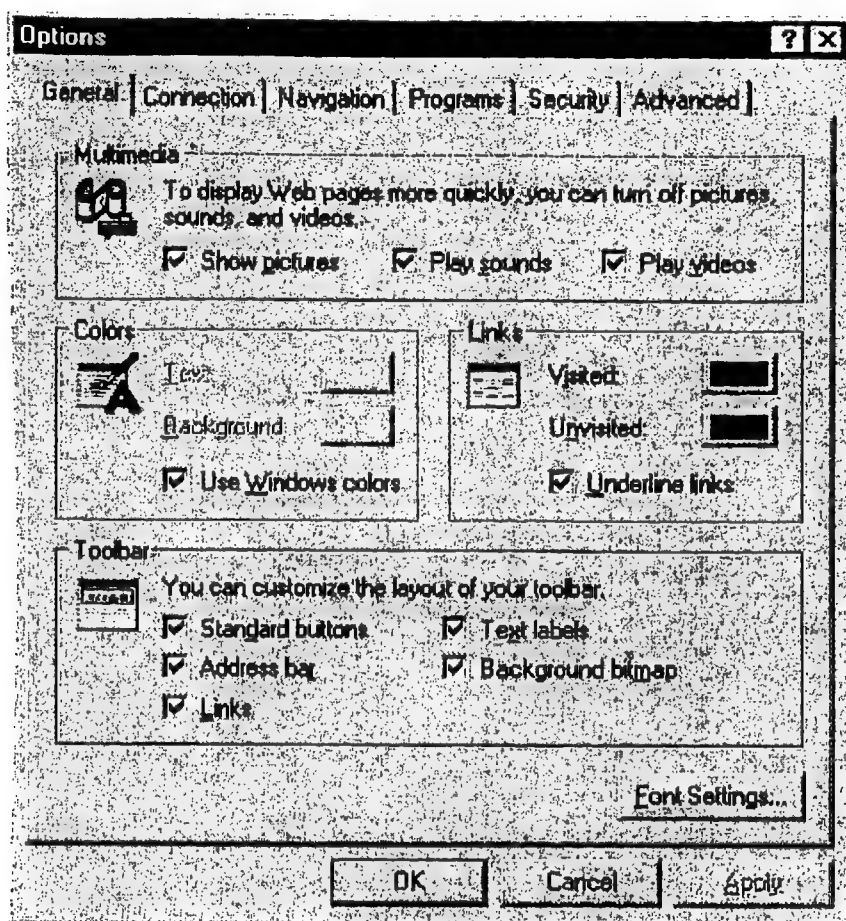 Options
General Connection Navigation Programs Security Advanced
Multimedia
To display Web pages more quickly, you can turn off pictures,
sounds, and videos.
Show pictures Play sounds Play videos
Colors
Text:
Background:
Use Windows colors
Links
Visited:
Unvisited:
Underline links
Toolbar
You can customize the layout of your toolbar.
Standard buttons Text labels
Address bar Background bitmap
Links
Font Settings...
OK Cancel Apply